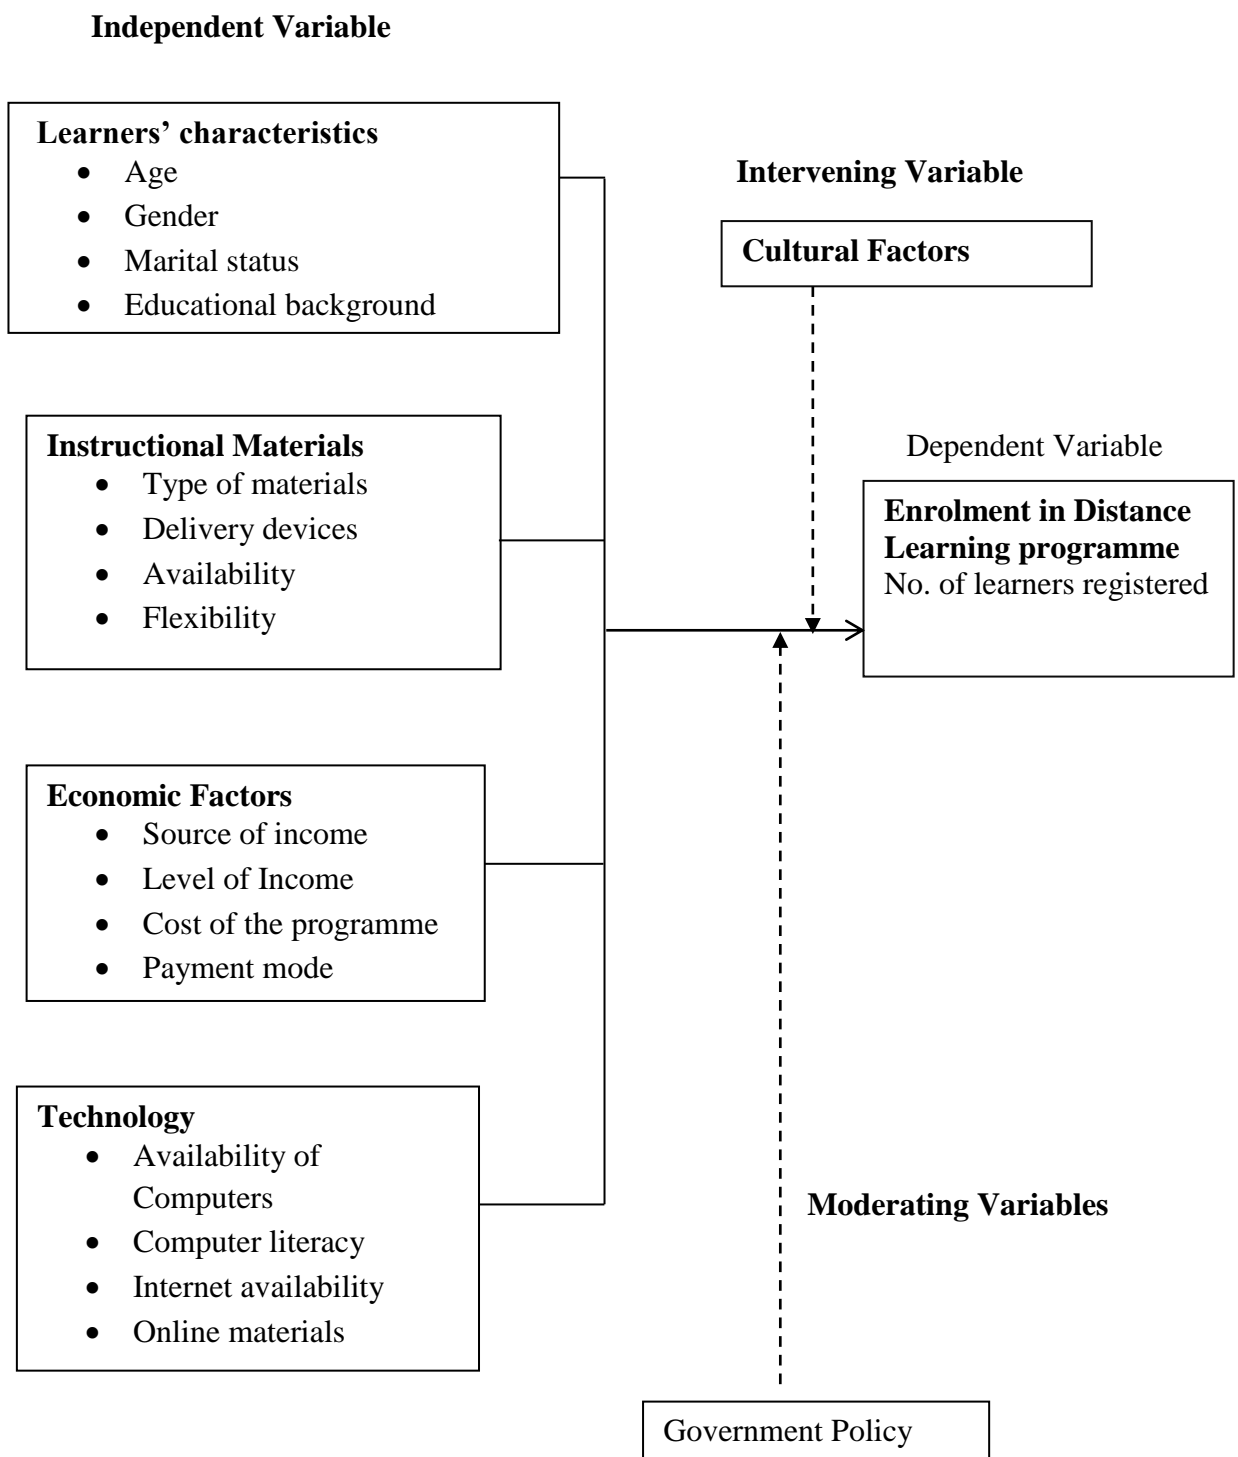 Independent Variable
Learners’ characteristics
• Age
• Gender
• Marital status
• Educational background
Intervening Variable
Cultural Factors
Instructional Materials
• Type of materials
• Delivery devices
• Availability
• Flexibility
Dependent Variable
Enrolment in Distance
Learning programme
No. of learners registered
Economic Factors
• Source of income
• Level of Income
• Cost of the programme
• Payment mode
Technology
• Availability of
Computers
• Computer literacy
• Internet availability
• Online materials
Moderating Variables
Government Policy